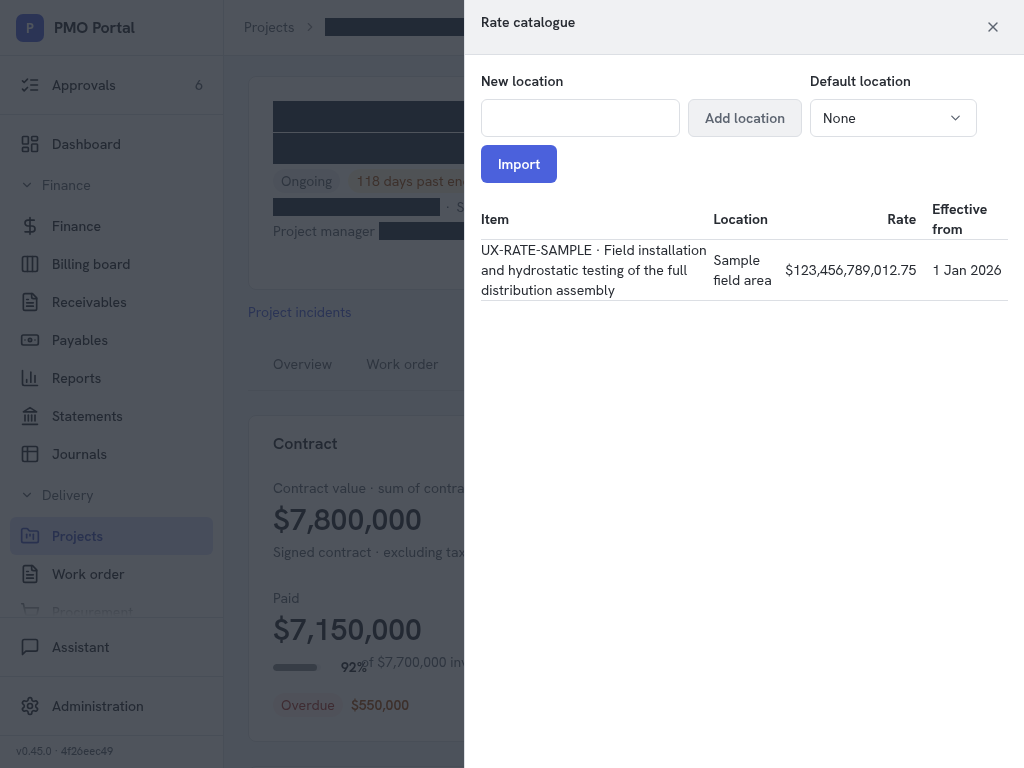 P PMO Portal
Approvals 6
Dashboard
Finance
Finance
Billing board
Receivables
Payables
Reports
Statements
Journals
Delivery
Projects
Work order
Procurement
Assistant
Administration
v0.45.0 · 4f26eec49
Projects
Ongoing 118 days past
· S
Project manager
Project incidents
Overview Work order
Contract
Contract value · sum of
$7,800,000
Signed contract · excluding tax
Paid
$7,150,000
92% of $7,700,000
Overdue $550,000
Rate catalogue
New location Default location
Add location None
Import
Item Location Rate Effective
from
UX-RATE-SAMPLE · Field installation
and hydrostatic testing of the full
distribution assembly
Sample
field area
$123,456,789,012.75 1 Jan 2026